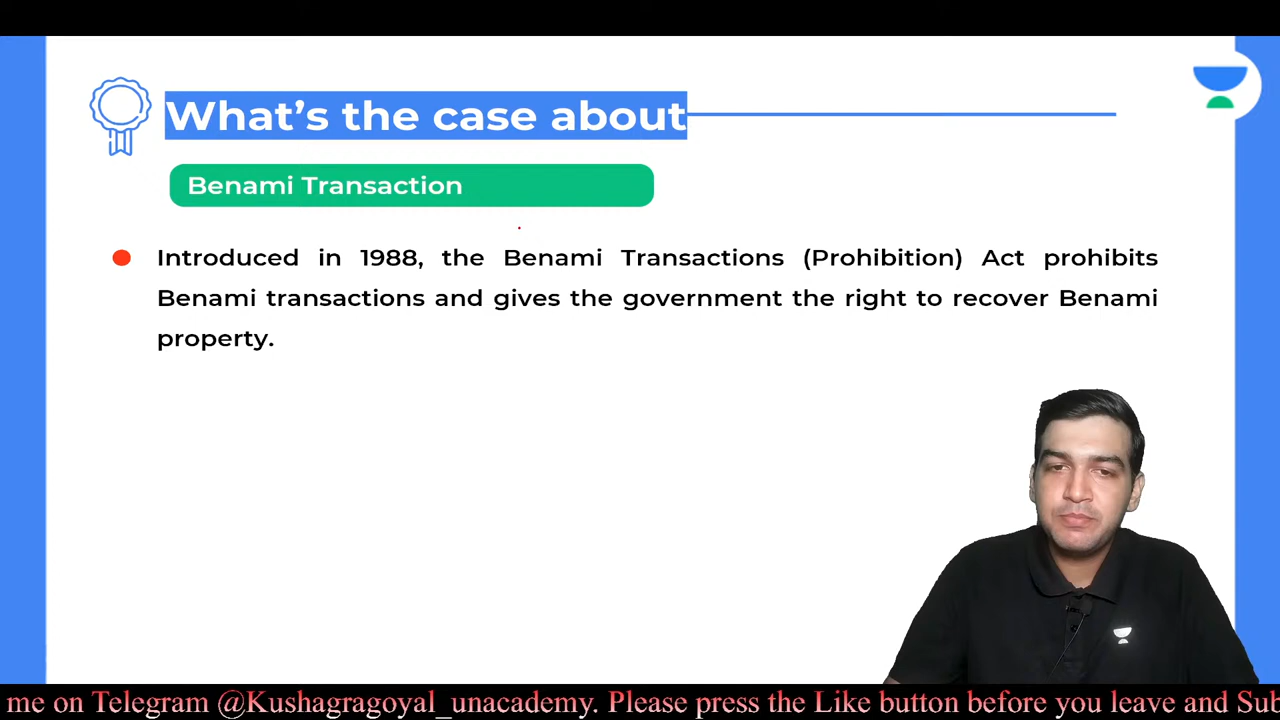 What's the case about
Benami Transaction
Introduced in 1988, the Benami Transactions (Prohibition) Act prohibits
Benami transactions and gives the government the right to recover Benami
property.
me on Telegram @Kushagragoyal_unacademy. Please press the Like button before you leave and Sub